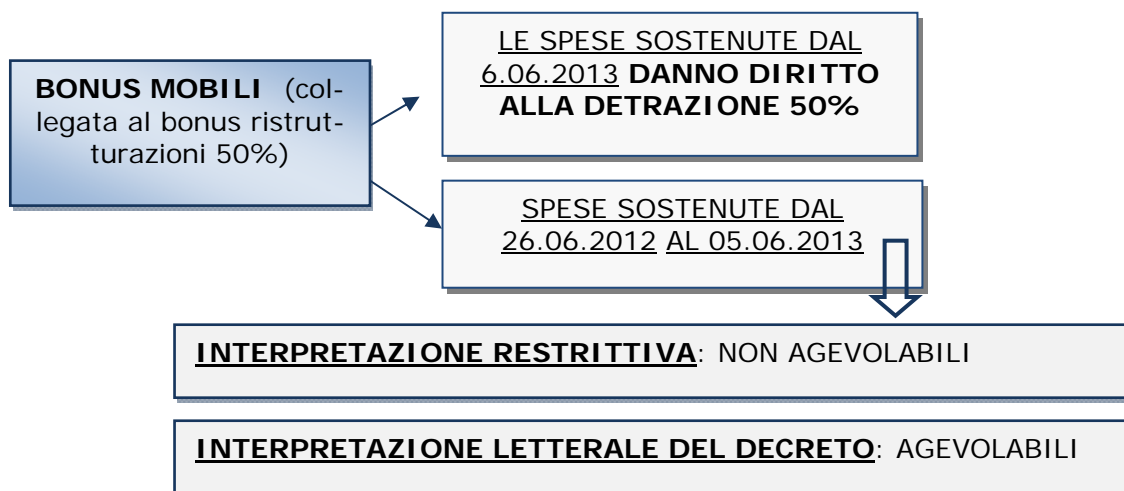 BONUS MOBILI (col-
legata al bonus ristrut-
turazioni 50%)
LE SPESE SOSTENUTE DAL
6.06.2013 DANNO DIRITTO
ALLA DETRAZIONE 50%
SPESE SOSTENUTE DAL
26.06.2012 AL 05.06.2013
INTERPRETAZIONE RESTRITTIVA: NON AGEVOLABILI
INTERPRETAZIONE LETTERALE DEL DECRETO: AGEVOLABILI